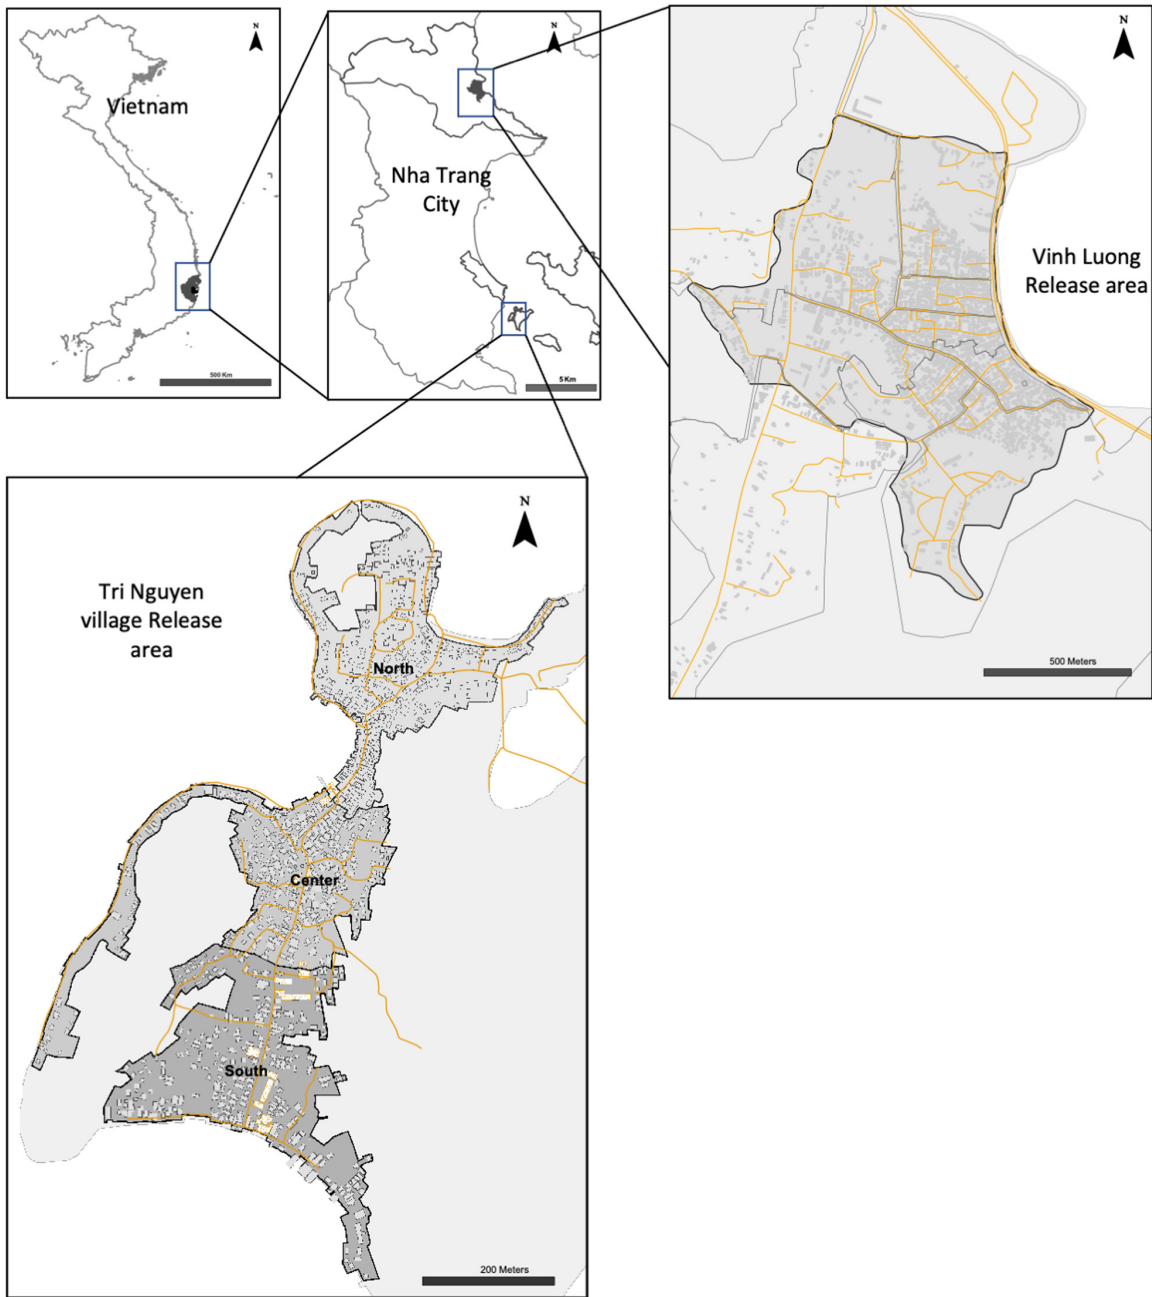 N
Vietnam
500 Km
N
Nha Trang
City
5 Km
N
Vinh Luong
Release area
500 Meters
N
Tri Nguyen
village Release
area
North
Center
South
200 Meters